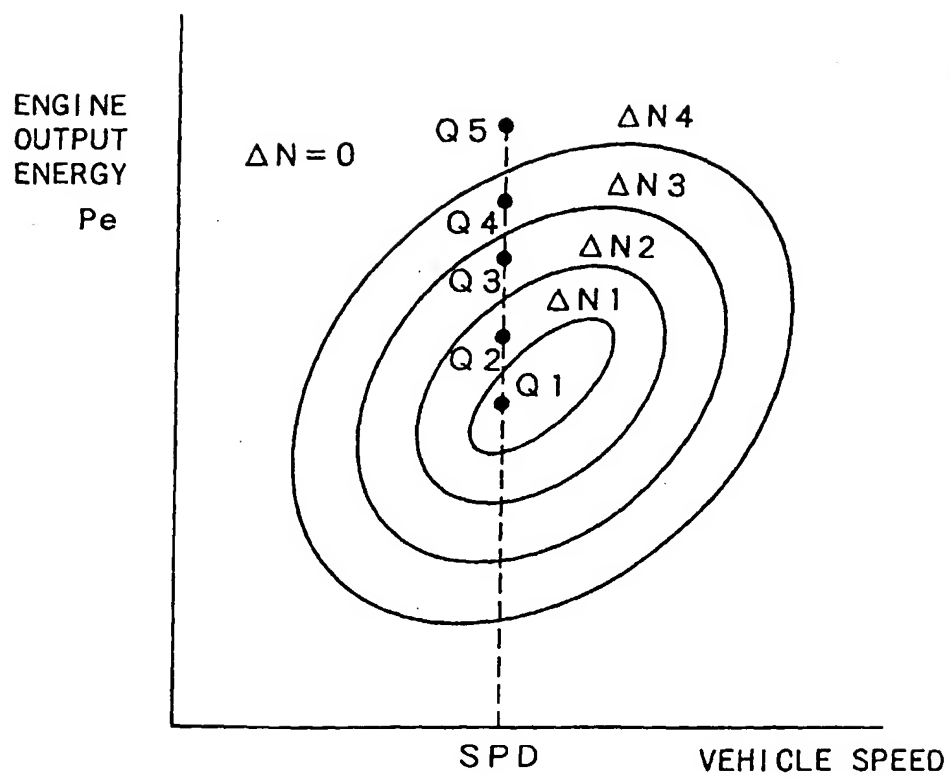 ENGINE
OUTPUT
ENERGY
Pe
ΔN=0
Q5
ΔN4
ΔN3
Q4
ΔN2
Q3
ΔN1
Q2
Q1
SPD
VEHICLE SPEED